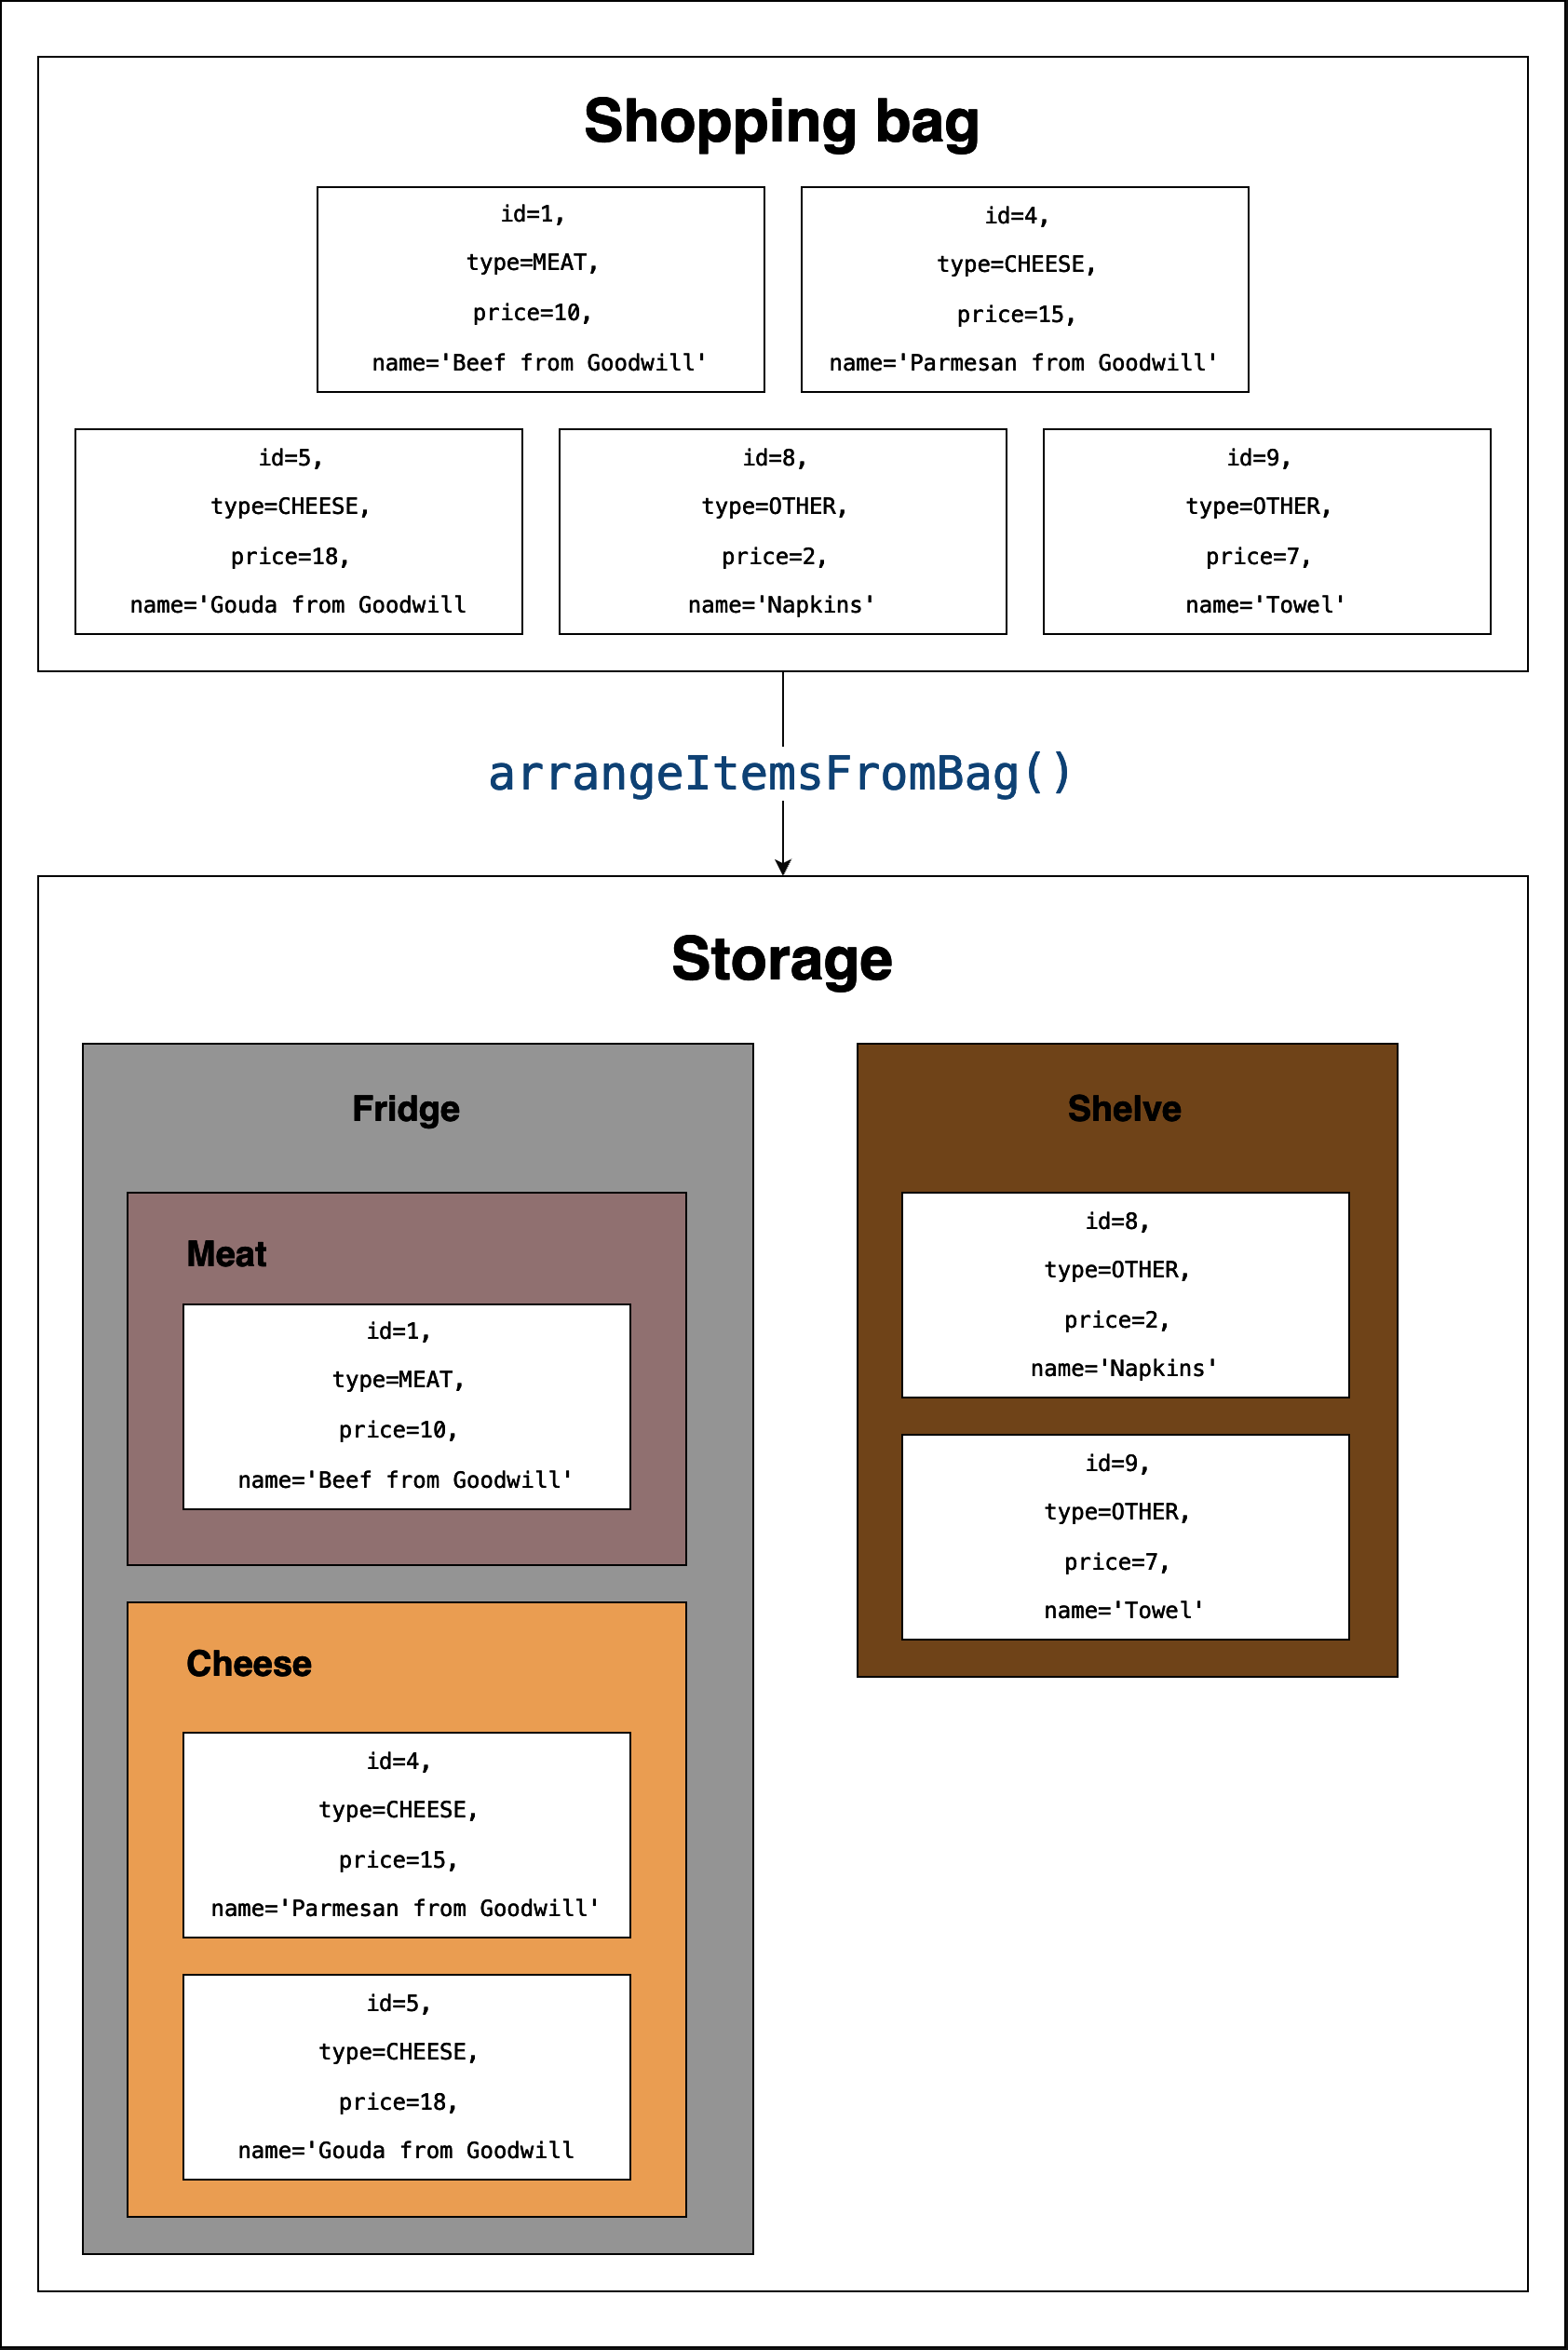 Shopping bag
id=1,
type=MEAT,
price=10,
name='Beef from Goodwill'
id=4,
type=CHEESE,
price=15,
name='Parmesan from Goodwill'
id=5,
type=CHEESE,
price=18,
name='Gouda from Goodwill
id=8,
type=OTHER,
price=2,
name='Napkins'
id=9,
type=OTHER,
price=7,
name='Towel'
arrangeItemsFromBag()
Storage
Fridge
Meat
id=1,
type=MEAT,
price=10,
name='Beef from Goodwill'
Cheese
id=4,
type=CHEESE,
price=15,
name='Parmesan from Goodwill'
id=5,
type=CHEESE,
price=18,
name='Gouda from Goodwill
Shelve
id=8,
type=OTHER,
price=2,
name='Napkins'
id=9,
type=OTHER,
price=7,
name='Towel'